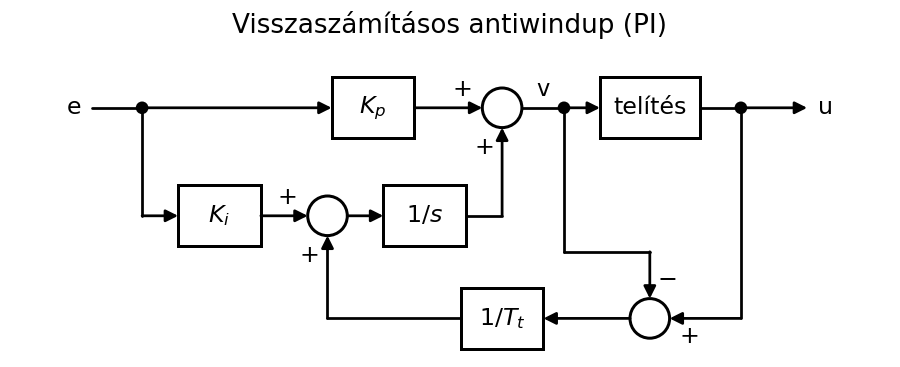 Visszaszámításos antiwindup (PI)
e
K_p
+
+
v
telítés
u
K_i
+
+
1/s
−
+
1/T_t